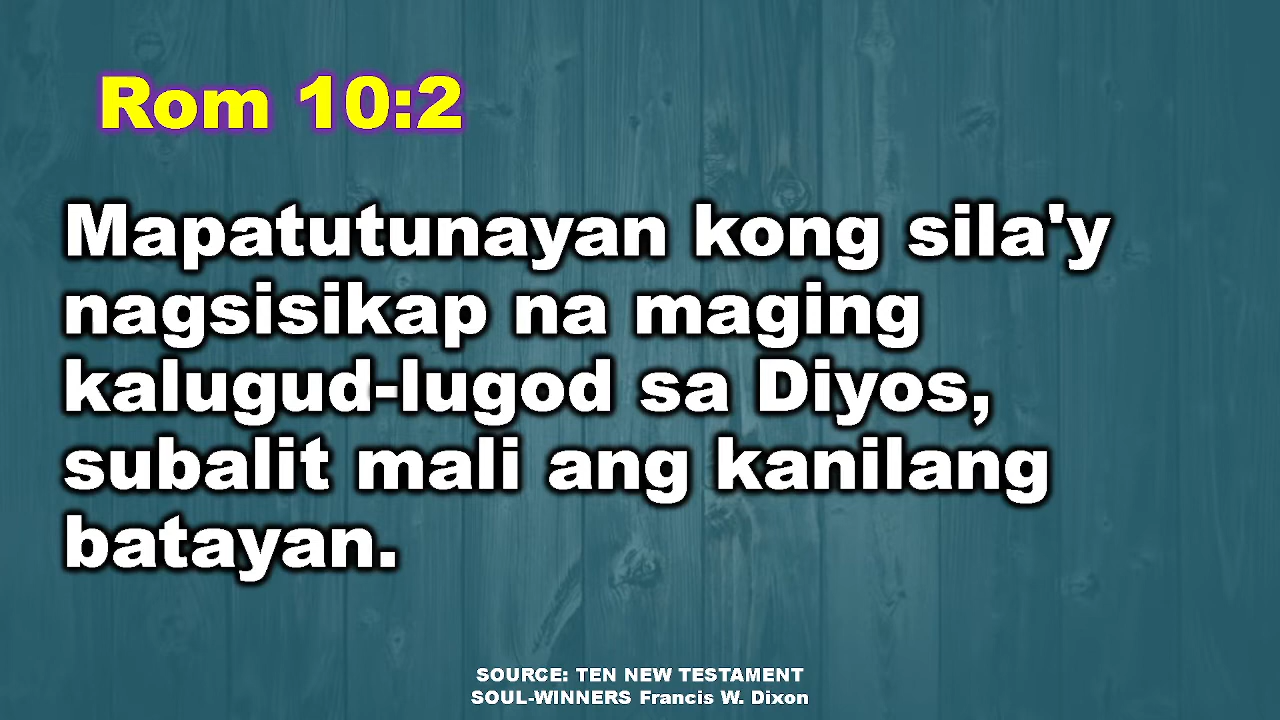 Rom 10:2
Mapatutunayan kong sila'y
nagsisikap na maging
kalugud-lugod sa Diyos,
subalit mali ang kanilang
batayan.
SOURCE: TEN NEW TESTAMENT
SOUL-WINNERS Francis W. Dixon